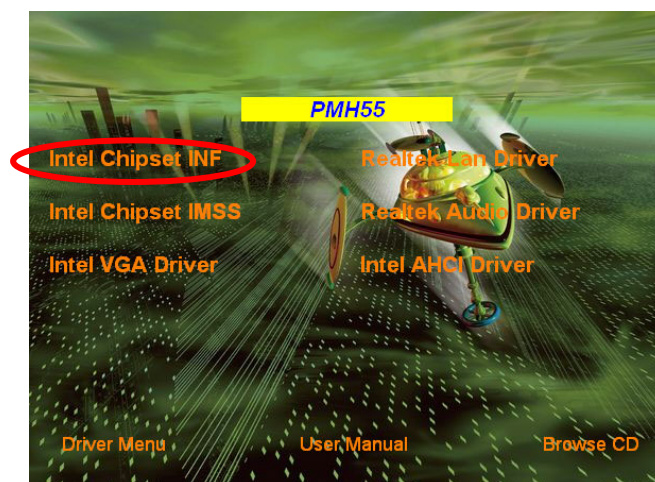 PMH55
Intel Chipset INF
Realtek Lan Driver
Intel Chipset IMSS
Realtek Audio Driver
Intel VGA Driver
Intel AHCI Driver
Driver Menu
User Manual
Browse CD